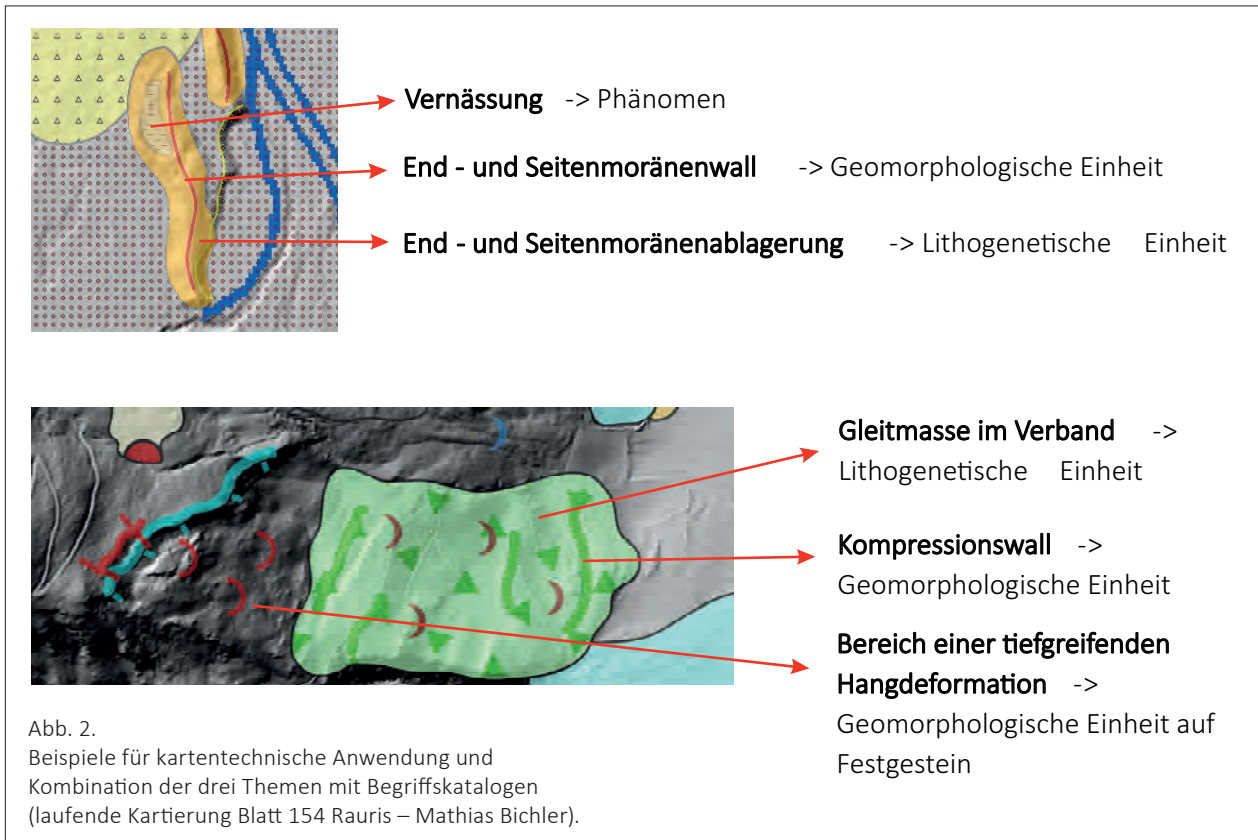 Vernässung -> Phänomen
End - und Seitenmoränenwall -> Geomorphologische Einheit
End - und Seitenmoränenablagerung -> Lithogenetische Einheit
Gleitmasse im Verband ->
Lithogenetische Einheit
Kompressionswall ->
Geomorphologische Einheit
Bereich einer tiefgreifenden
Hangdeformation ->
Geomorphologische Einheit auf
Festgestein
Abb. 2.
Beispiele für kartentechnische Anwendung und
Kombination der drei Themen mit Begriffskatalogen
(laufende Kartierung Blatt 154 Rauris – Mathias Bichler).